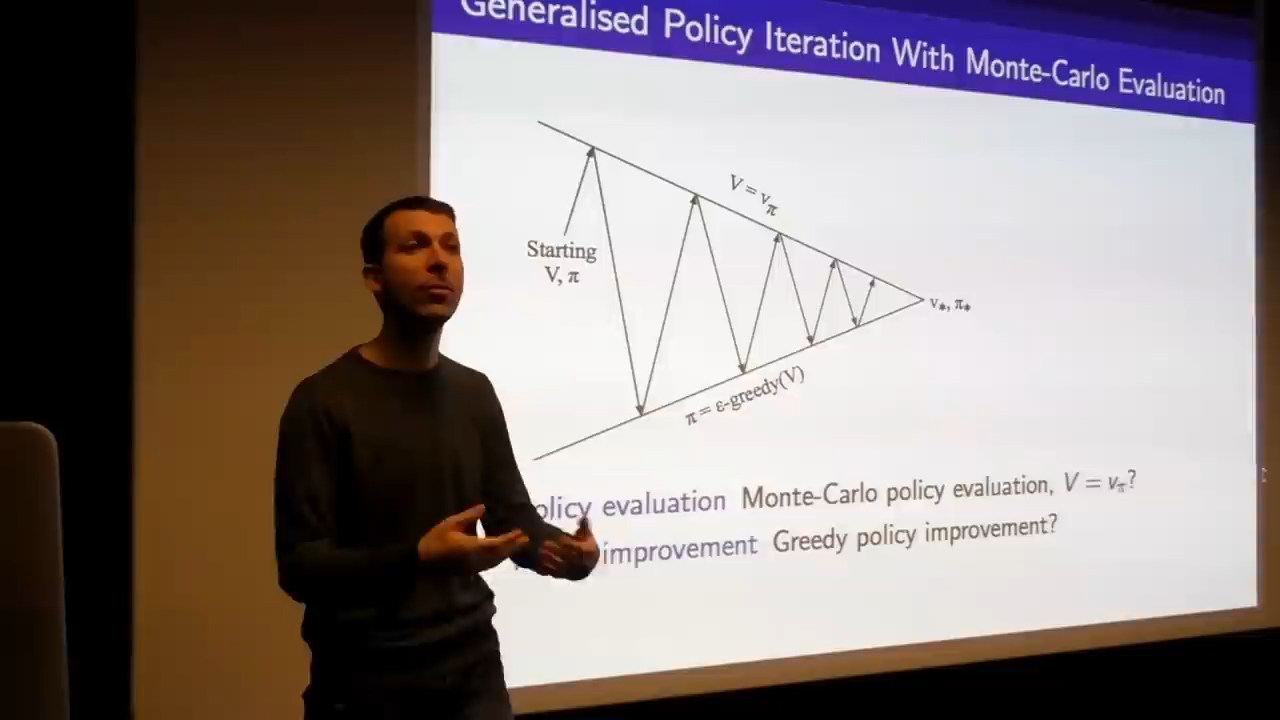 Generalised Policy Iteration With Monte-Carlo Evaluation
V = vπ
Starting
V, π
v*, π*
π = ε-greedy(V)
evaluation Monte-Carlo policy evaluation, V = vπ?
improvement Greedy policy improvement?